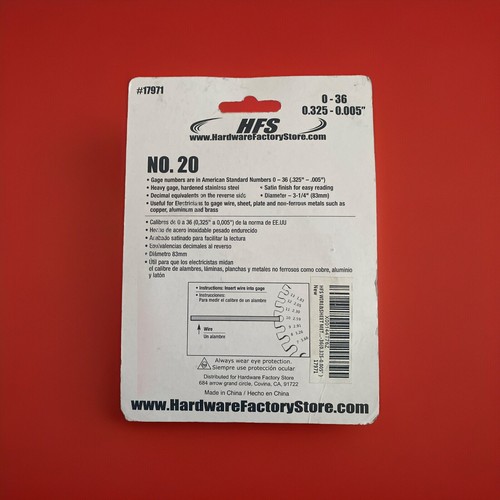 #17971
0 - 36
0.325 - 0.005"
HFS
www.HardwareFactoryStore.com
NO. 20
• Gage numbers are in American Standard Numbers 0 – 36 (.325" – .005")
• Heavy gage, hardened stainless steel • Satin finish for easy reading
• Decimal equivalents on the reverse side • Diameter – 3-1/4" (83mm)
• Useful for Electricians to gage wire, sheet, plate and non-ferrous metals such as
copper, aluminum and brass
• Calibres de 0 a 36 (0,325" a 0,005") de la norma de EE.UU
• Hecho de acero inoxidable pesado endurecido
• Acabado satinado para facilitar la lectura
• Equivalencias decimales al reverso
• Diámetro 83mm
• Útil para que los electricistas midan
el calibre de alambres, láminas, planchas y metales no ferrosos como cobre, aluminio
y latón
• Instructions: Insert wire into gage
• Instrucciones:
Para medir el calibre de un alambre
Wire
Un alambre
Always wear eye protection.
Siempre use protección ocular
Distributed for Hardware Factory Store
684 arrow grand circle, Covina, CA, 91722
Made in China / Hecho en China
New
17971
www.HardwareFactoryStore.com